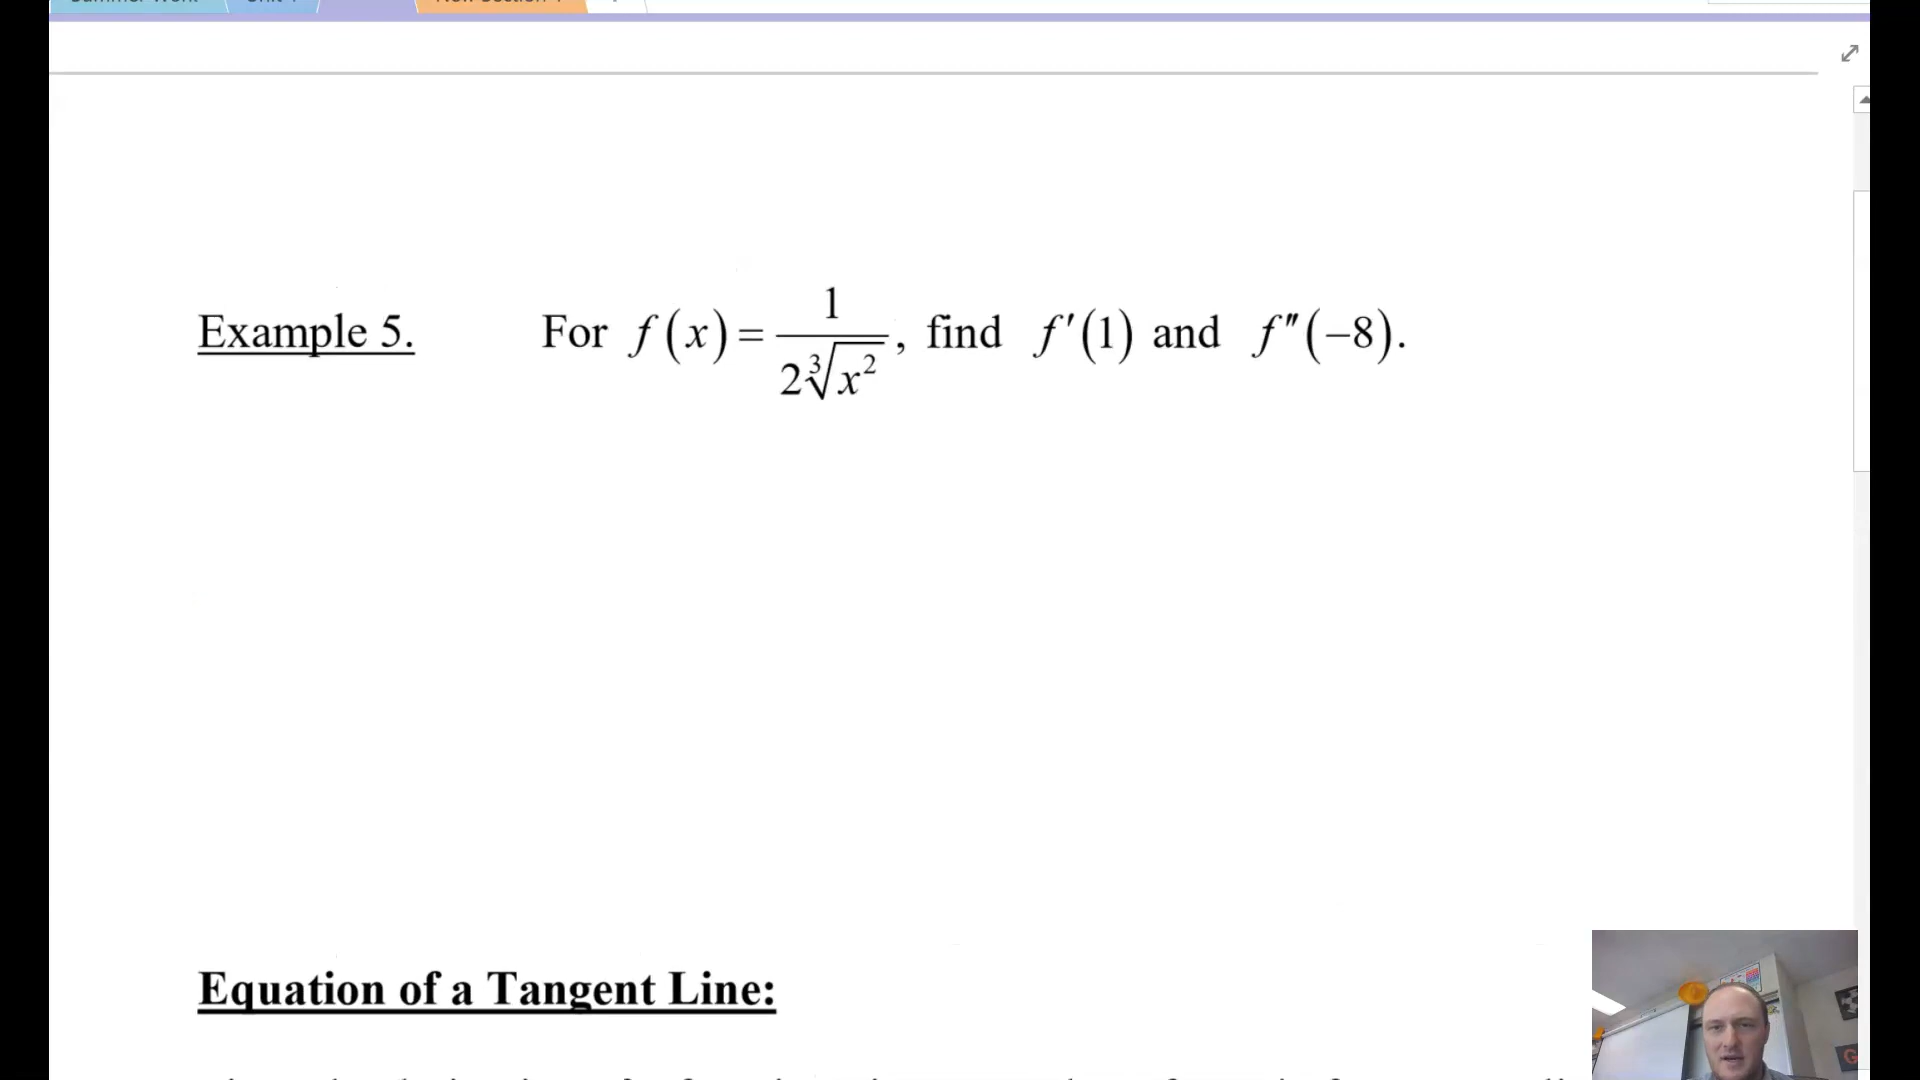 Example 5. For f(x) = 1/(2∛x²), find f′(1) and f″(−8).
Equation of a Tangent Line: